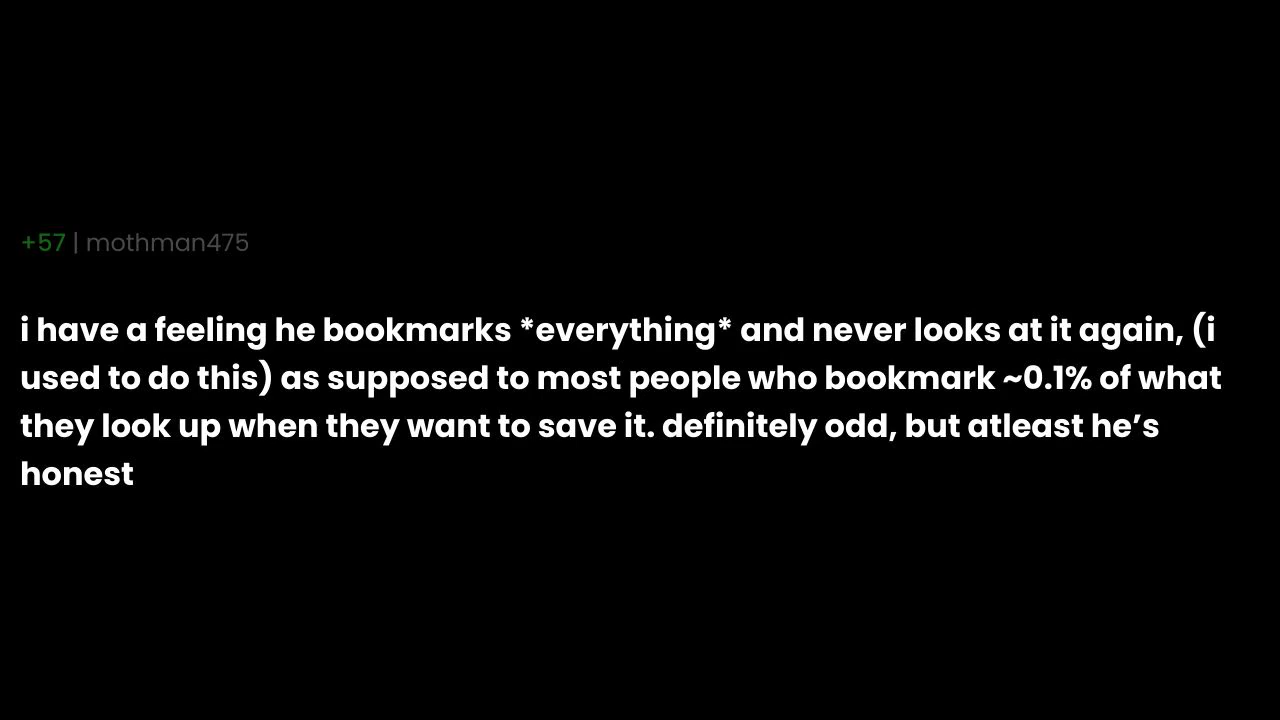 +57 | mothman475
i have a feeling he bookmarks *everything* and never looks at it again, (i
used to do this) as supposed to most people who bookmark ~0.1% of what
they look up when they want to save it. definitely odd, but atleast he’s
honest